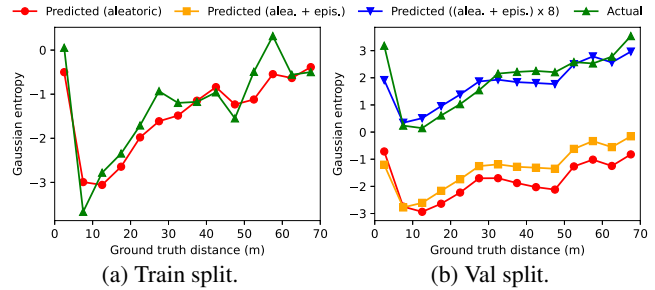 Predicted (aleatoric) Predicted (alea. + epis.) Predicted ((alea. + epis.) x 8) Actual
Gaussian entropy
0
−1
−2
−3
0 10 20 30 40 50 60 70
Ground truth distance (m)
(a) Train split.
Gaussian entropy
3
2
1
0
−1
−2
−3
0 10 20 30 40 50 60 70
Ground truth distance (m)
(b) Val split.